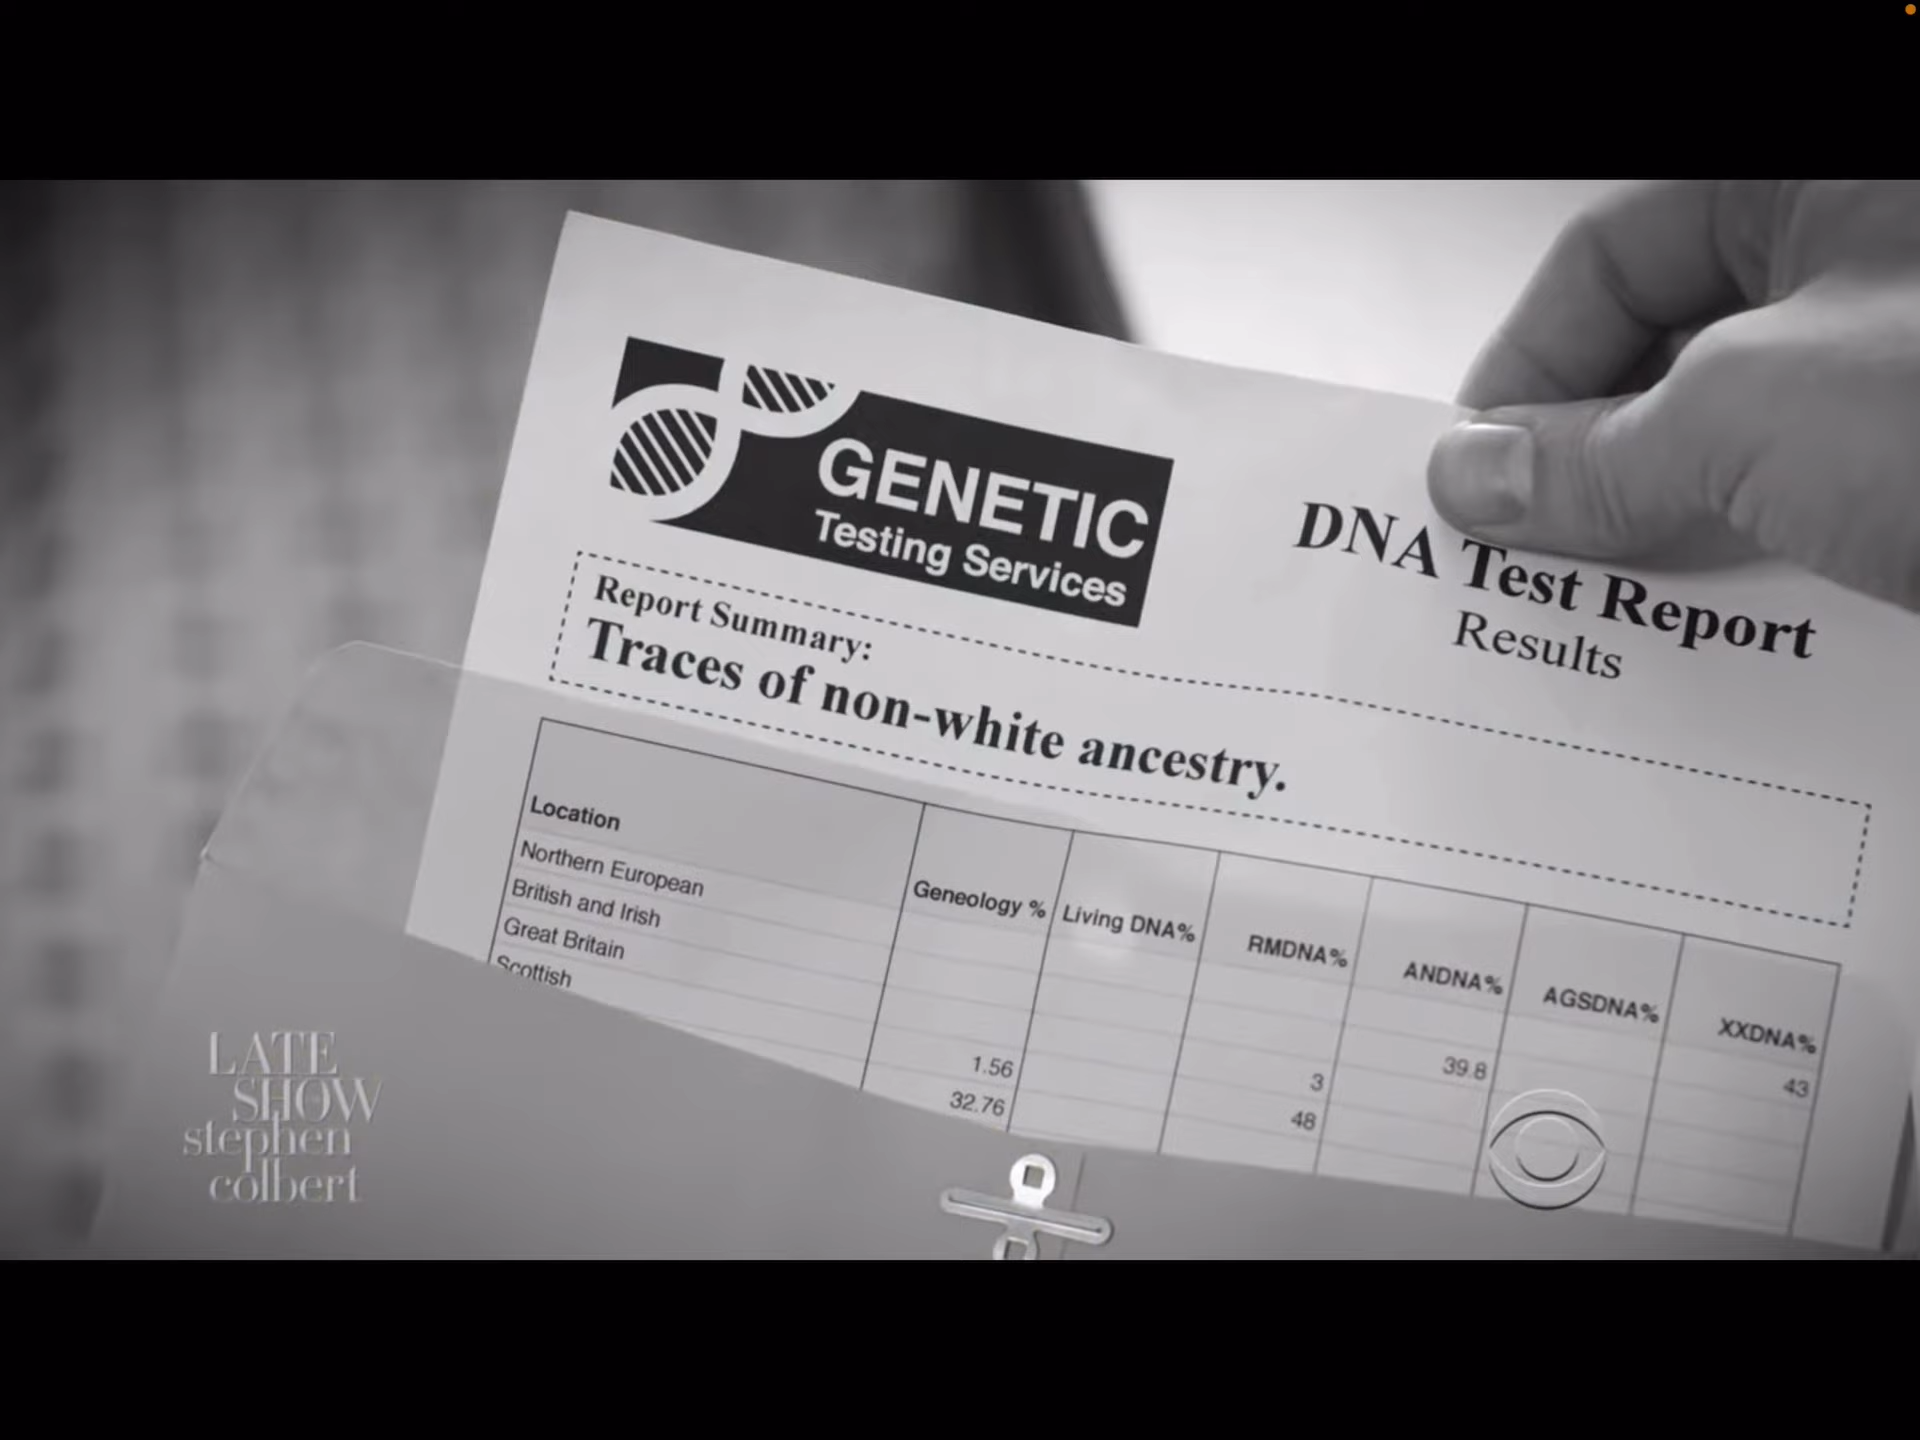 GENETIC
Testing Services
DNA Test Report
Results
Report Summary:
Traces of non-white ancestry.
Location
Geneology %
Living DNA%
RMDNA%
ANDNA%
AGSDNA%
XXDNA%
Northern European
British and Irish
Great Britain
Scottish
1.56
3
39.8
43
32.76
48
LATE
SHOW
stephen
colbert